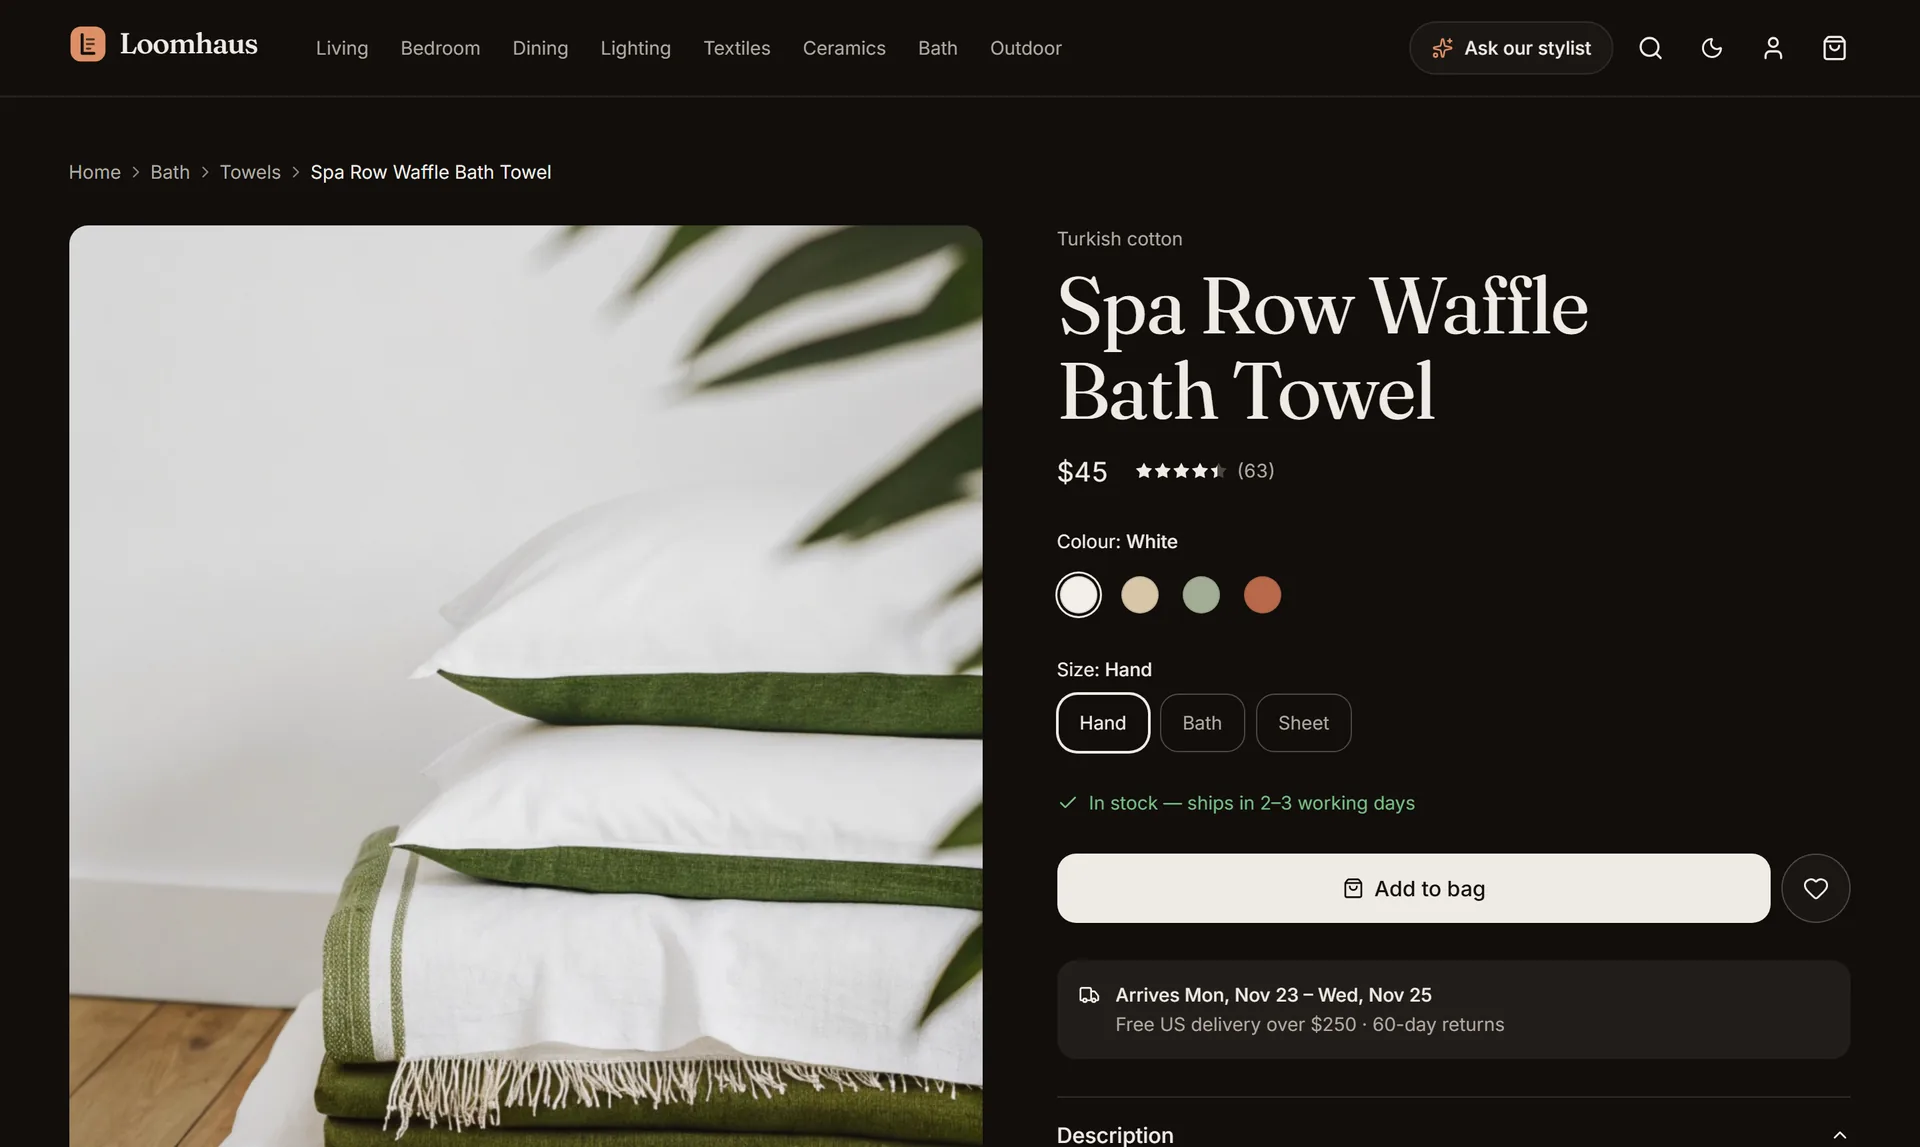 Loomhaus
Living
Bedroom
Dining
Lighting
Textiles
Ceramics
Bath
Outdoor
Ask our stylist
Home > Bath > Towels > Spa Row Waffle Bath Towel
Turkish cotton
Spa Row Waffle
Bath Towel
$45
(63)
Colour: White
Size: Hand
Hand
Bath
Sheet
In stock — ships in 2–3 working days
Add to bag
Arrives Mon, Nov 23 – Wed, Nov 25
Free US delivery over $250 · 60-day returns
Description